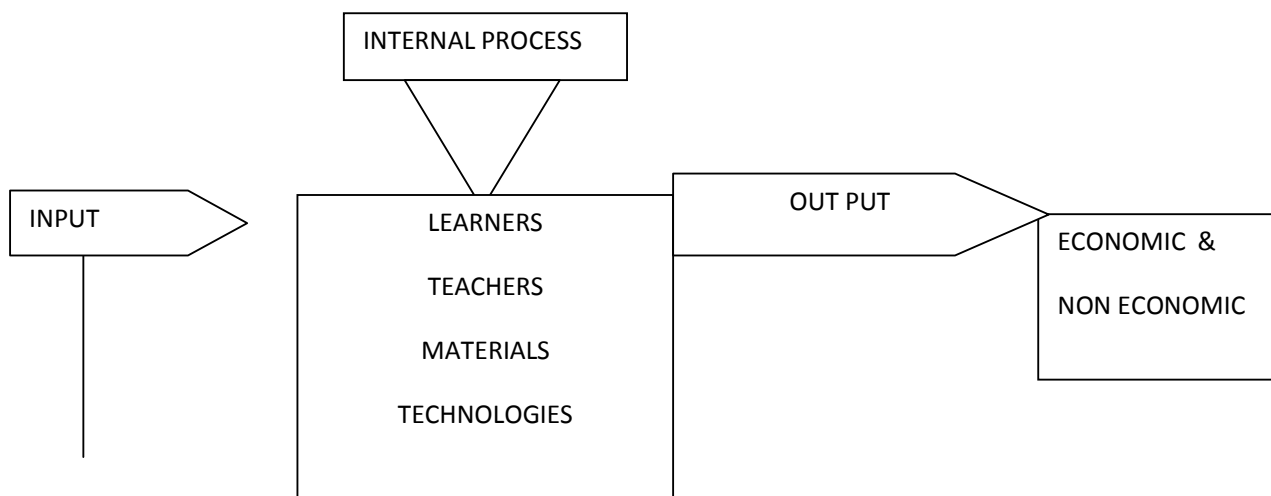 INTERNAL PROCESS
INPUT
LEARNERS
TEACHERS
MATERIALS
TECHNOLOGIES
OUT PUT
ECONOMIC &
NON ECONOMIC